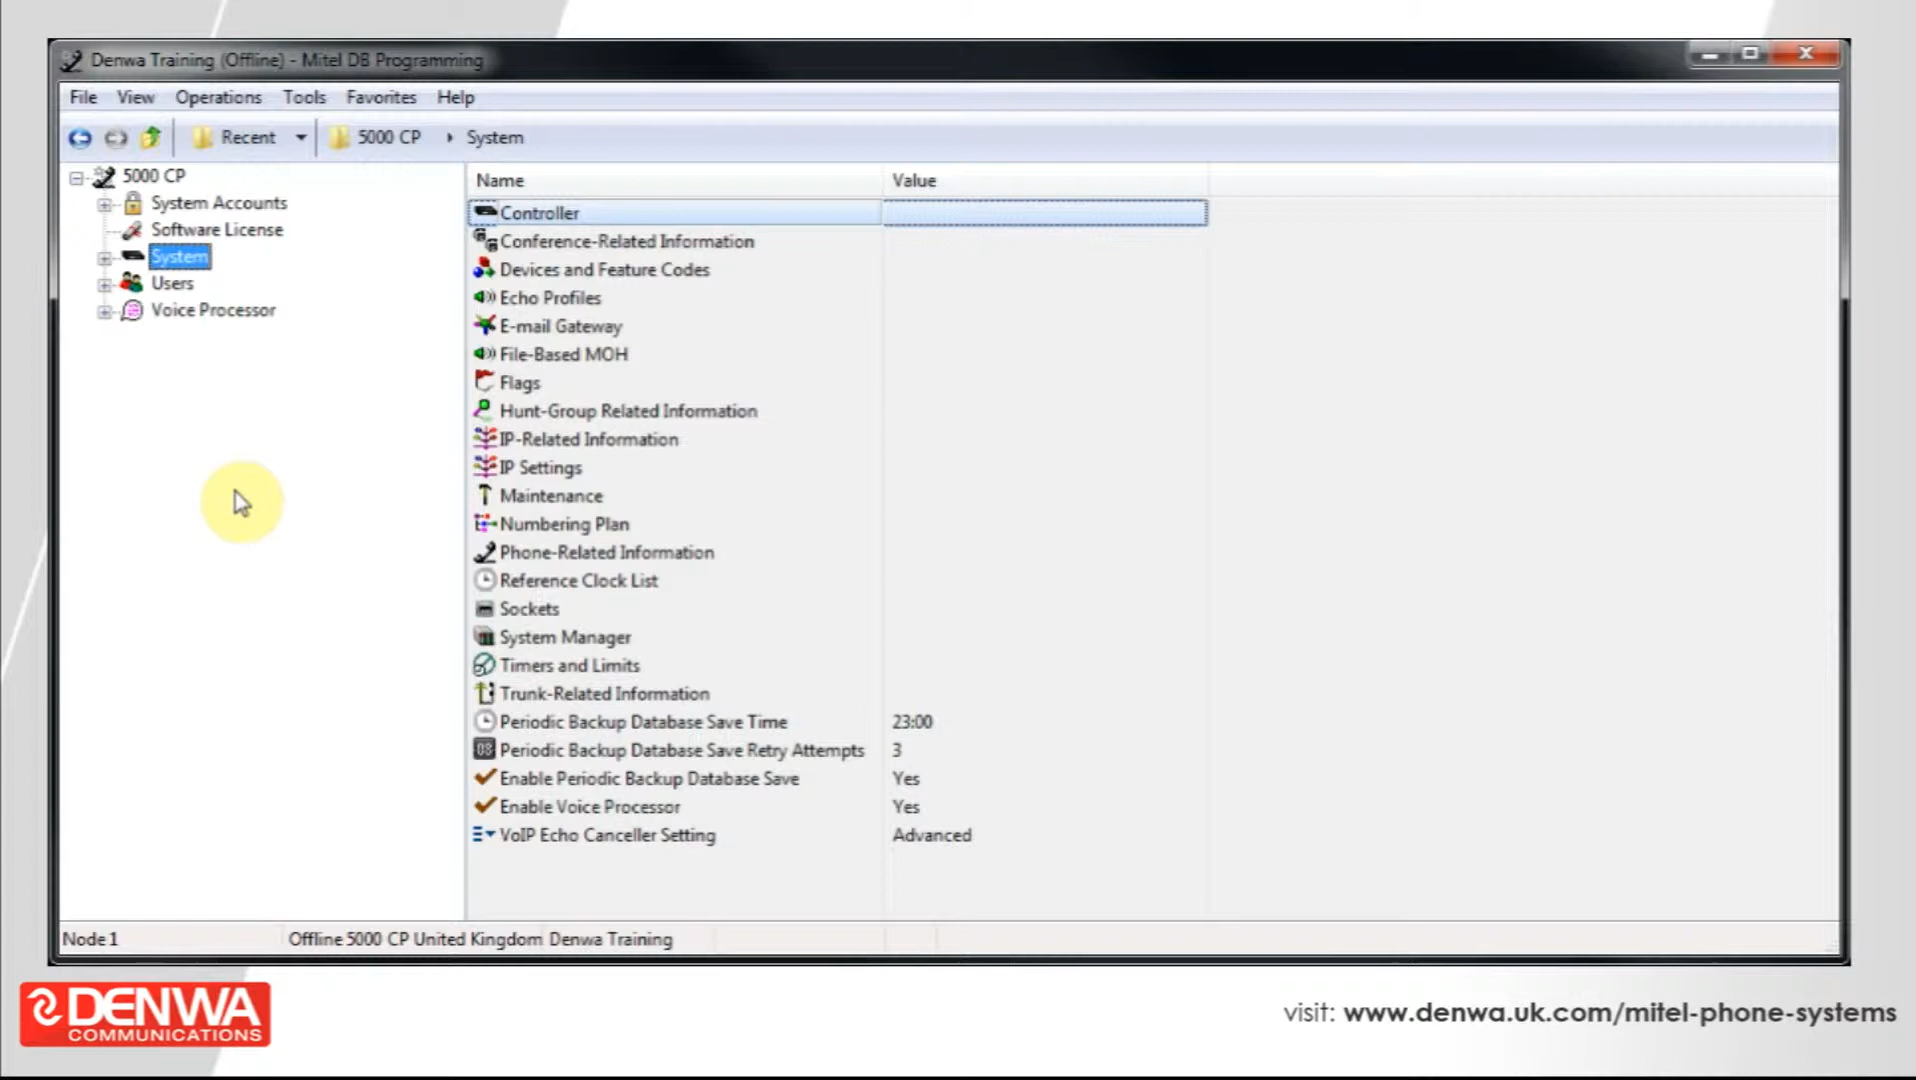 Denwa Training (Offline) - Mitel DB Programming
File View Operations Tools Favorites Help
Recent 5000 CP System
5000 CP
System Accounts
Software License
System
Users
Voice Processor
Name Value
Controller
Conference-Related Information
Devices and Feature Codes
Echo Profiles
E-mail Gateway
File-Based MOH
Flags
Hunt-Group Related Information
IP-Related Information
IP Settings
Maintenance
Numbering Plan
Phone-Related Information
Reference Clock List
Sockets
System Manager
Timers and Limits
Trunk-Related Information
Periodic Backup Database Save Time 23:00
Periodic Backup Database Save Retry Attempts 3
Enable Periodic Backup Database Save Yes
Enable Voice Processor Yes
VoIP Echo Canceller Setting Advanced
Node 1 Offline 5000 CP United Kingdom Denwa Training
DENWA
COMMUNICATIONS
visit: www.denwa.uk.com/mitel-phone-systems